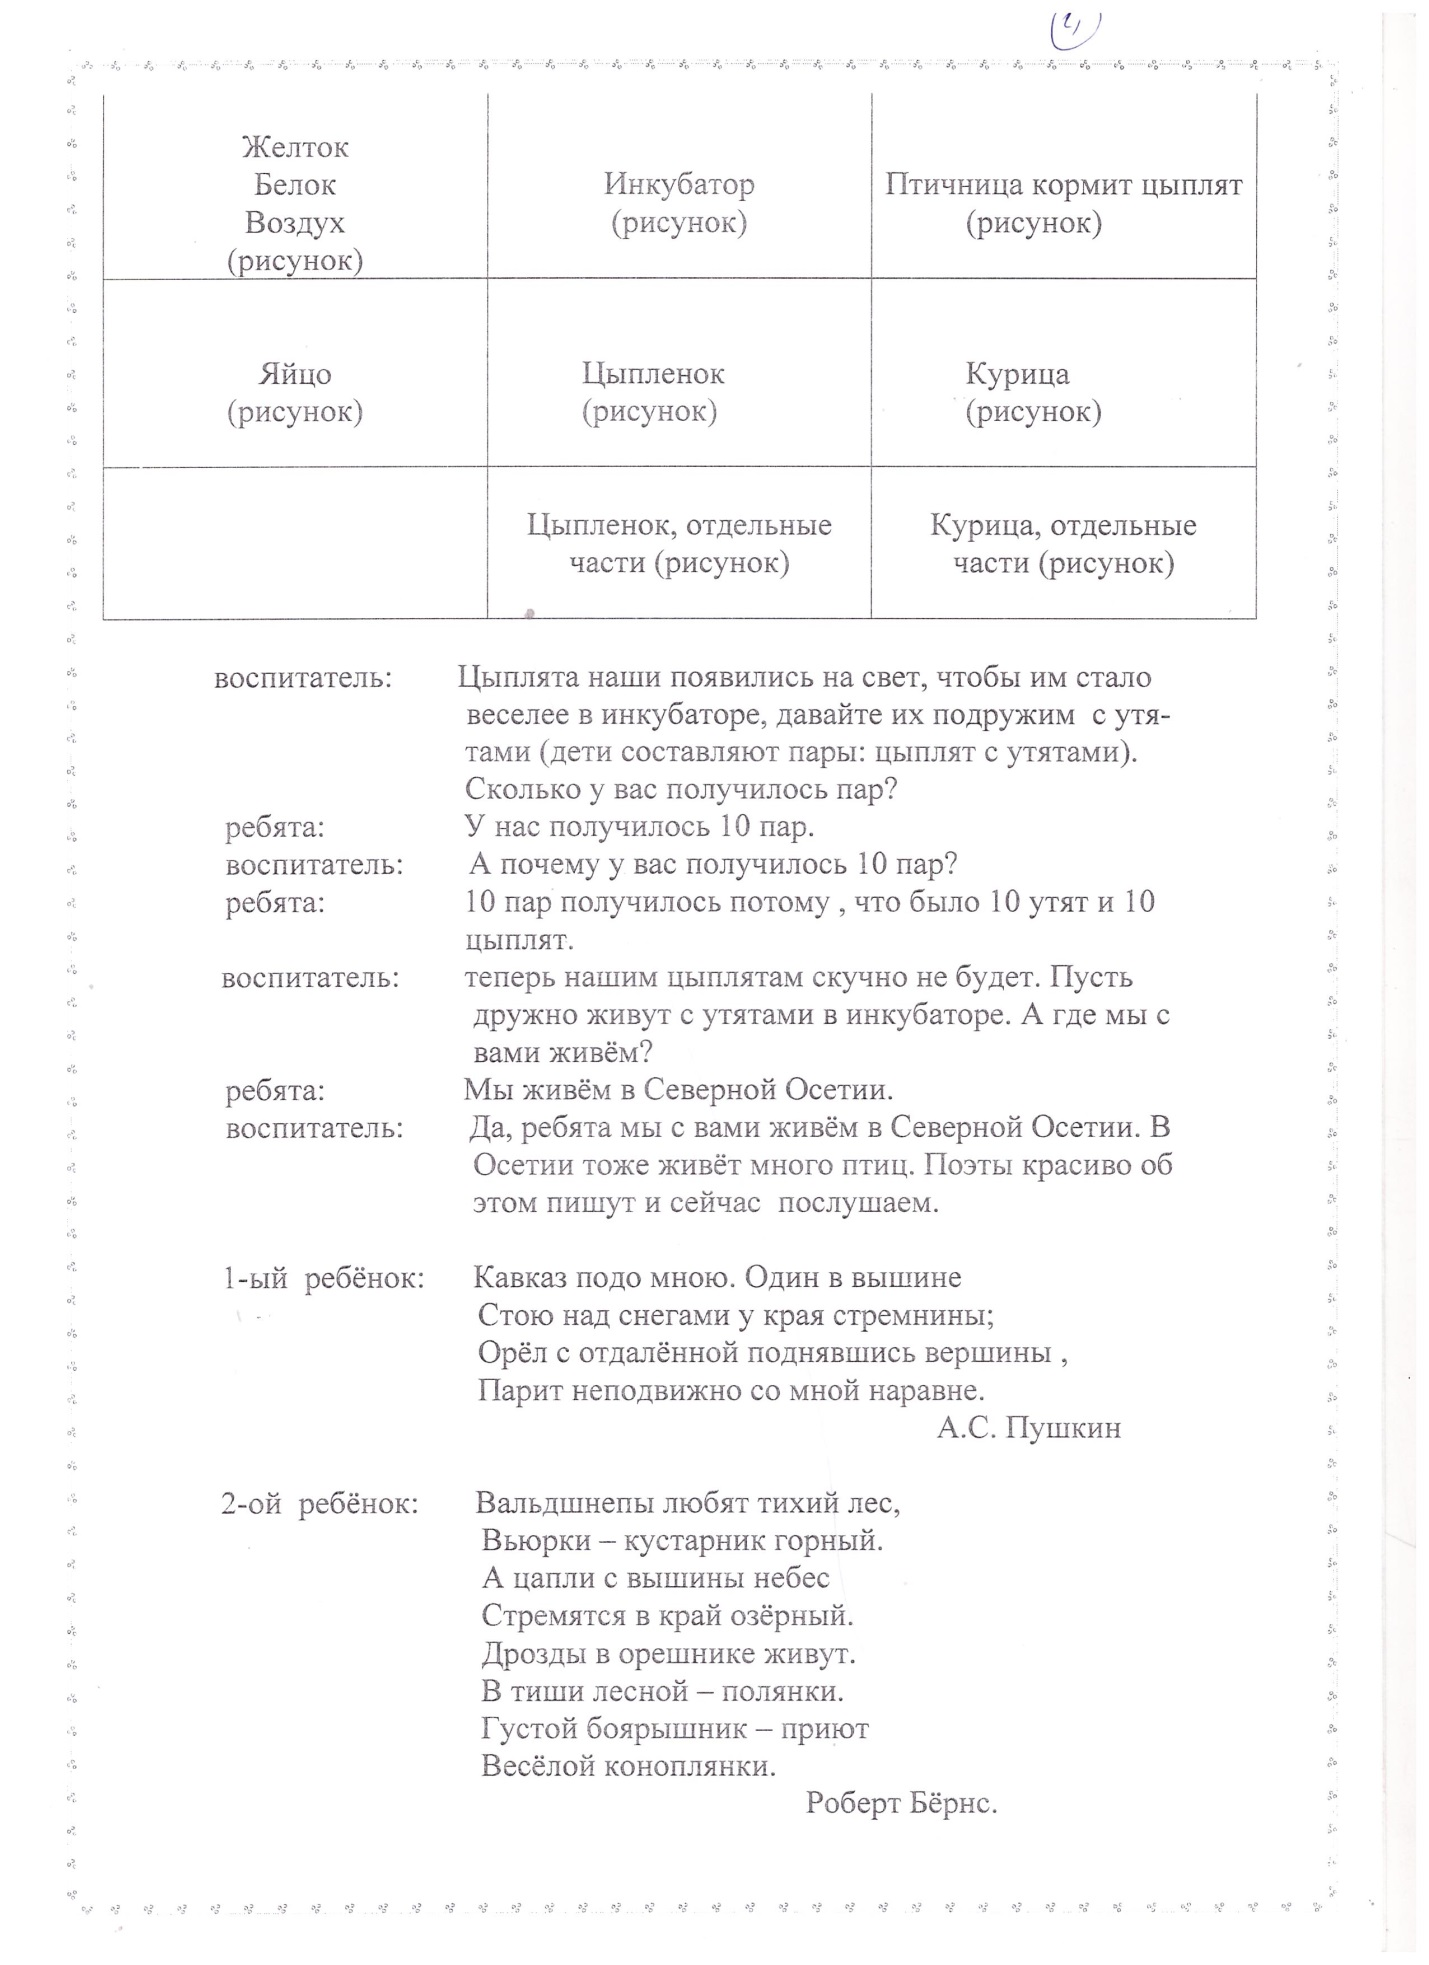 Желток
Белок
Воздух
(рисунок)
Инкубатор
(рисунок)
Птичница кормит цыплят
(рисунок)
Яйцо
(рисунок)
Цыпленок
(рисунок)
Курица
(рисунок)
Цыпленок, отдельные
части (рисунок)
Курица, отдельные
части (рисунок)
воспитатель: Цыплята наши появились на свет, чтобы им стало
веселее в инкубаторе, давайте их подружим с утя-
тами (дети составляют пары: цыплят с утятами).
Сколько у вас получилось пар?
ребята: У нас получилось 10 пар.
воспитатель: А почему у вас получилось 10 пар?
ребята: 10 пар получилось потому , что было 10 утят и 10
цыплят.
воспитатель: теперь нашим цыплятам скучно не будет. Пусть
дружно живут с утятами в инкубаторе. А где мы с
вами живём?
ребята: Мы живём в Северной Осетии.
воспитатель: Да, ребята мы с вами живём в Северной Осетии. В
Осетии тоже живёт много птиц. Поэты красиво об
этом пишут и сейчас послушаем.
1-ый ребёнок: Кавказ подо мною. Один в вышине
Стою над снегами у края стремнины;
Орёл с отдалённой поднявшись вершины ,
Парит неподвижно со мной наравне.
А.С. Пушкин
2-ой ребёнок: Вальдшнепы любят тихий лес,
Вьюрки – кустарник горный.
А цапли с вышины небес
Стремятся в край озёрный.
Дрозды в орешнике живут.
В тиши лесной – полянки.
Густой боярышник – приют
Весёлой коноплянки.
Роберт Бёрнс.